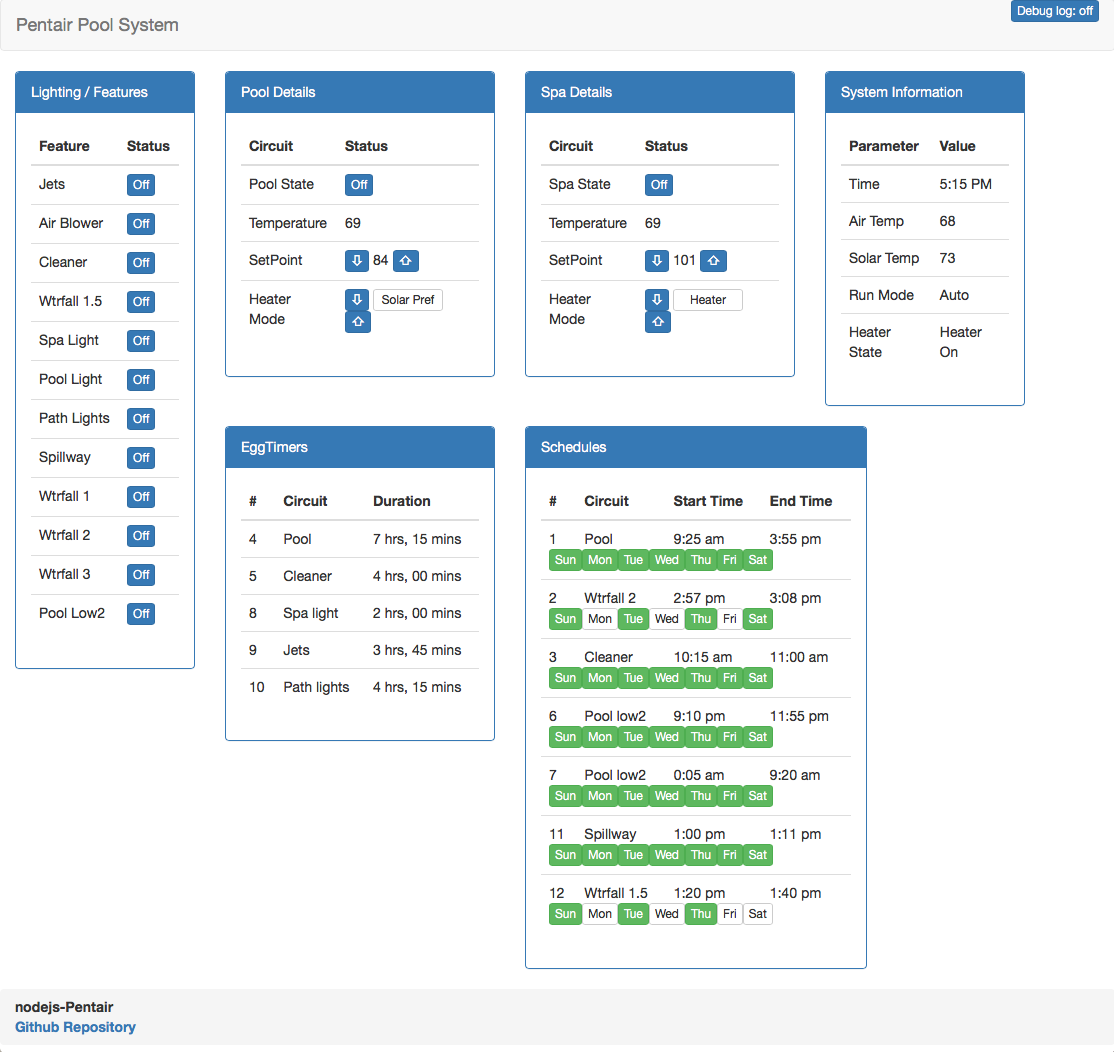 Pentair Pool System
Debug log: off
Lighting / Features
Feature Status
Jets Off
Air Blower Off
Cleaner Off
Wtrfall 1.5 Off
Spa Light Off
Pool Light Off
Path Lights Off
Spillway Off
Wtrfall 1 Off
Wtrfall 2 Off
Wtrfall 3 Off
Pool Low2 Off
Pool Details
Circuit Status
Pool State Off
Temperature 69
SetPoint 84
Heater Solar Pref
Mode
Spa Details
Circuit Status
Spa State Off
Temperature 69
SetPoint 101
Heater Heater
Mode
System Information
Parameter Value
Time 5:15 PM
Air Temp 68
Solar Temp 73
Run Mode Auto
Heater Heater
State On
EggTimers
# Circuit Duration
4 Pool 7 hrs, 15 mins
5 Cleaner 4 hrs, 00 mins
8 Spa light 2 hrs, 00 mins
9 Jets 3 hrs, 45 mins
10 Path lights 4 hrs, 15 mins
Schedules
# Circuit Start Time End Time
1 Pool 9:25 am 3:55 pm
Sun Mon Tue Wed Thu Fri Sat
2 Wtrfall 2 2:57 pm 3:08 pm
Sun Mon Tue Wed Thu Fri Sat
3 Cleaner 10:15 am 11:00 am
Sun Mon Tue Wed Thu Fri Sat
6 Pool low2 9:10 pm 11:55 pm
Sun Mon Tue Wed Thu Fri Sat
7 Pool low2 0:05 am 9:20 am
Sun Mon Tue Wed Thu Fri Sat
11 Spillway 1:00 pm 1:11 pm
Sun Mon Tue Wed Thu Fri Sat
12 Wtrfall 1.5 1:20 pm 1:40 pm
Sun Mon Tue Wed Thu Fri Sat
nodejs-Pentair
Github Repository